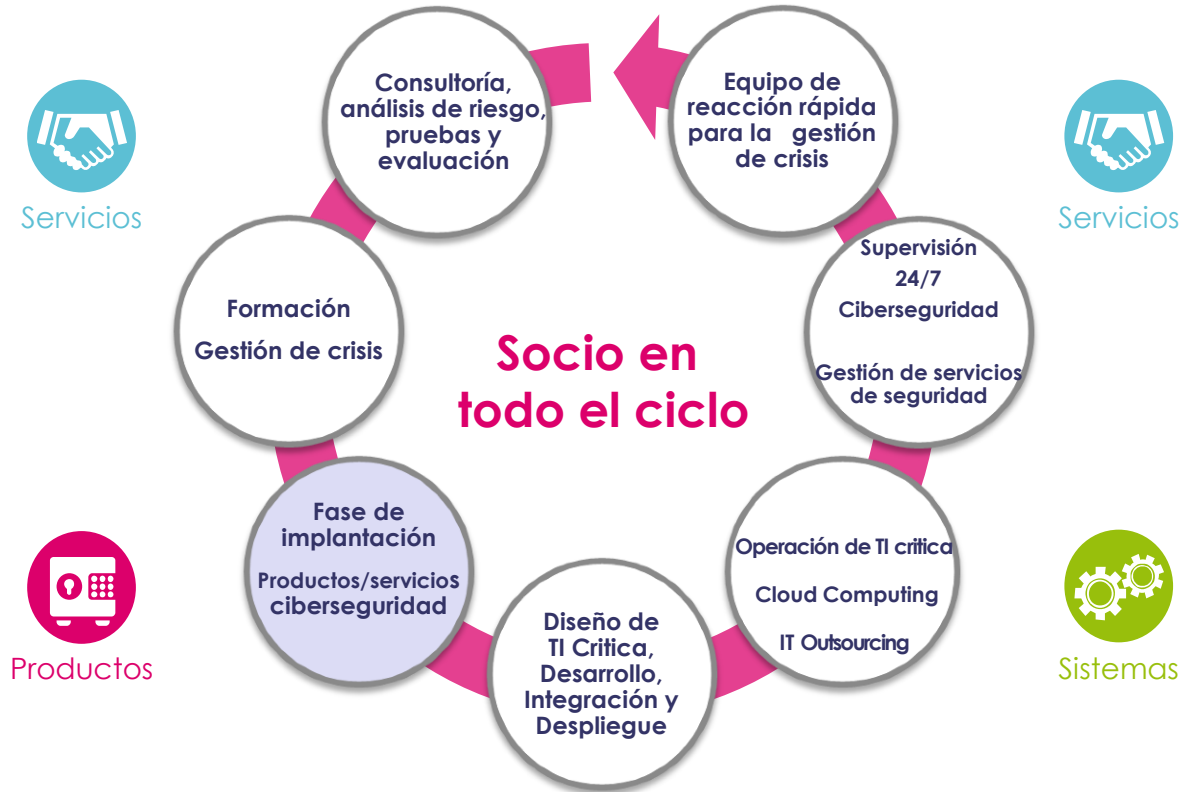 Consultoría,
análisis de riesgo,
pruebas y
evaluación
Equipo de
reacción rápida
para la gestión
de crisis
Servicios
Servicios
Supervisión
24/7
Ciberseguridad
Gestión de servicios
de seguridad
Formación
Gestión de crisis
Socio en
todo el ciclo
Fase de
implantación
Productos/servicios
ciberseguridad
Operación de TI critica
Cloud Computing
IT Outsourcing
Diseño de
TI Critica,
Desarrollo,
Integración y
Despliegue
Productos
Sistemas